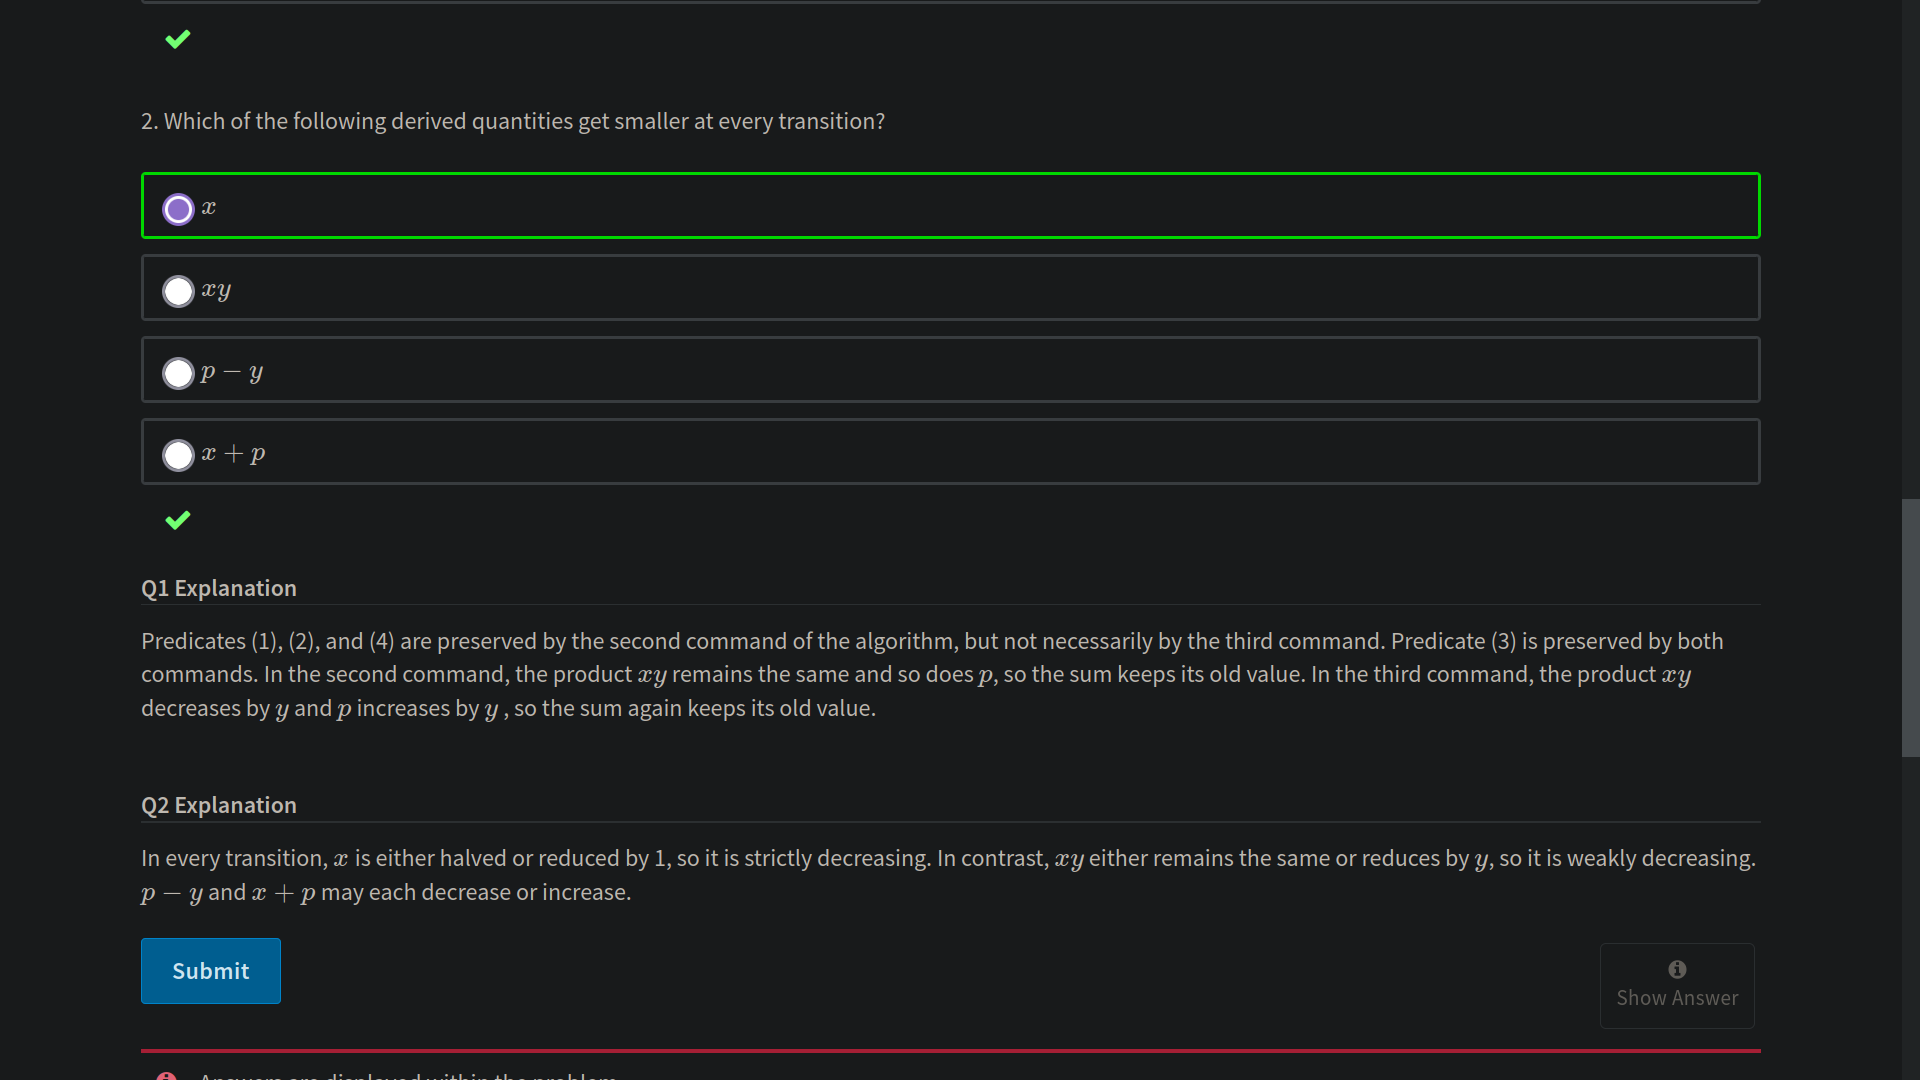 2. Which of the following derived quantities get smaller at every transition?
x
xy
p − y
x + p
Q1 Explanation
Predicates (1), (2), and (4) are preserved by the second command of the algorithm, but not necessarily by the third command. Predicate (3) is preserved by both
commands. In the second command, the product xy remains the same and so does p, so the sum keeps its old value. In the third command, the product xy
decreases by y and p increases by y , so the sum again keeps its old value.
Q2 Explanation
In every transition, x is either halved or reduced by 1, so it is strictly decreasing. In contrast, xy either remains the same or reduces by y, so it is weakly decreasing.
p − y and x + p may each decrease or increase.
Submit
Show Answer
Answers are displayed within the problem